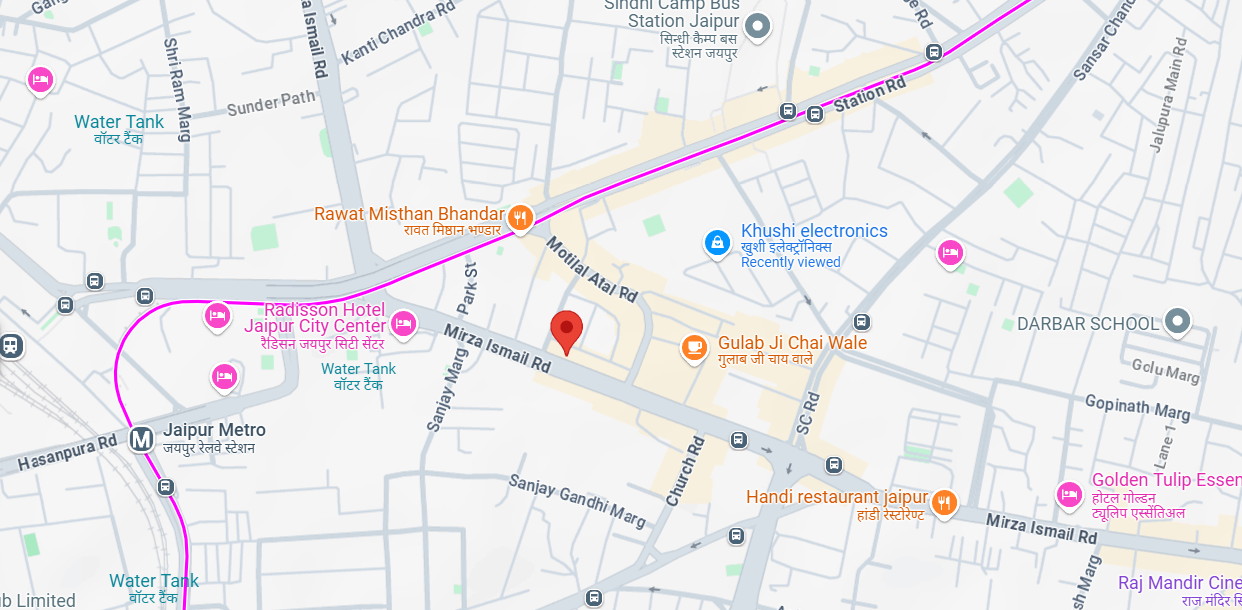 Sindhi Camp Bus
Station Jaipur
सिन्धी कैम्प बस
स्टेशन जयपुर
Kanti Chandra Rd
Ismail Rd
Shri Ram Marg
Sunder Path
Sansar Chand
Jalupura Main Rd
Station Rd
Water Tank
वॉटर टैंक
Rawat Misthan Bhandar
रावत मिष्ठान भण्डार
Motilal Atal Rd
Khushi electronics
खुशी इलेक्ट्रॉनिक्स
Recently viewed
Park St
Radisson Hotel
Jaipur City Center
रैडिसन जयपुर सिटी सेंटर
Mirza Ismail Rd
DARBAR SCHOOL
Gulab Ji Chai Wale
गुलाब जी चाय वाले
Water Tank
वॉटर टैंक
Sanjay Marg
Golu Marg
Gopinath Marg
SC Rd
Lane 1
Jaipur Metro
जयपुर रेलवे स्टेशन
Hasanpura Rd
Church Rd
Sanjay Gandhi Marg
Handi restaurant jaipur
हांडी रेस्टोरेण्ट
Golden Tulip Essen
होटल गोल्डन
ट्यूलिप एस्सेंतिअल
Mirza Ismail Rd
Water Tank
वॉटर टैंक
Raj Mandir Cine
राज मंदिर
sh Marg
ub Limited